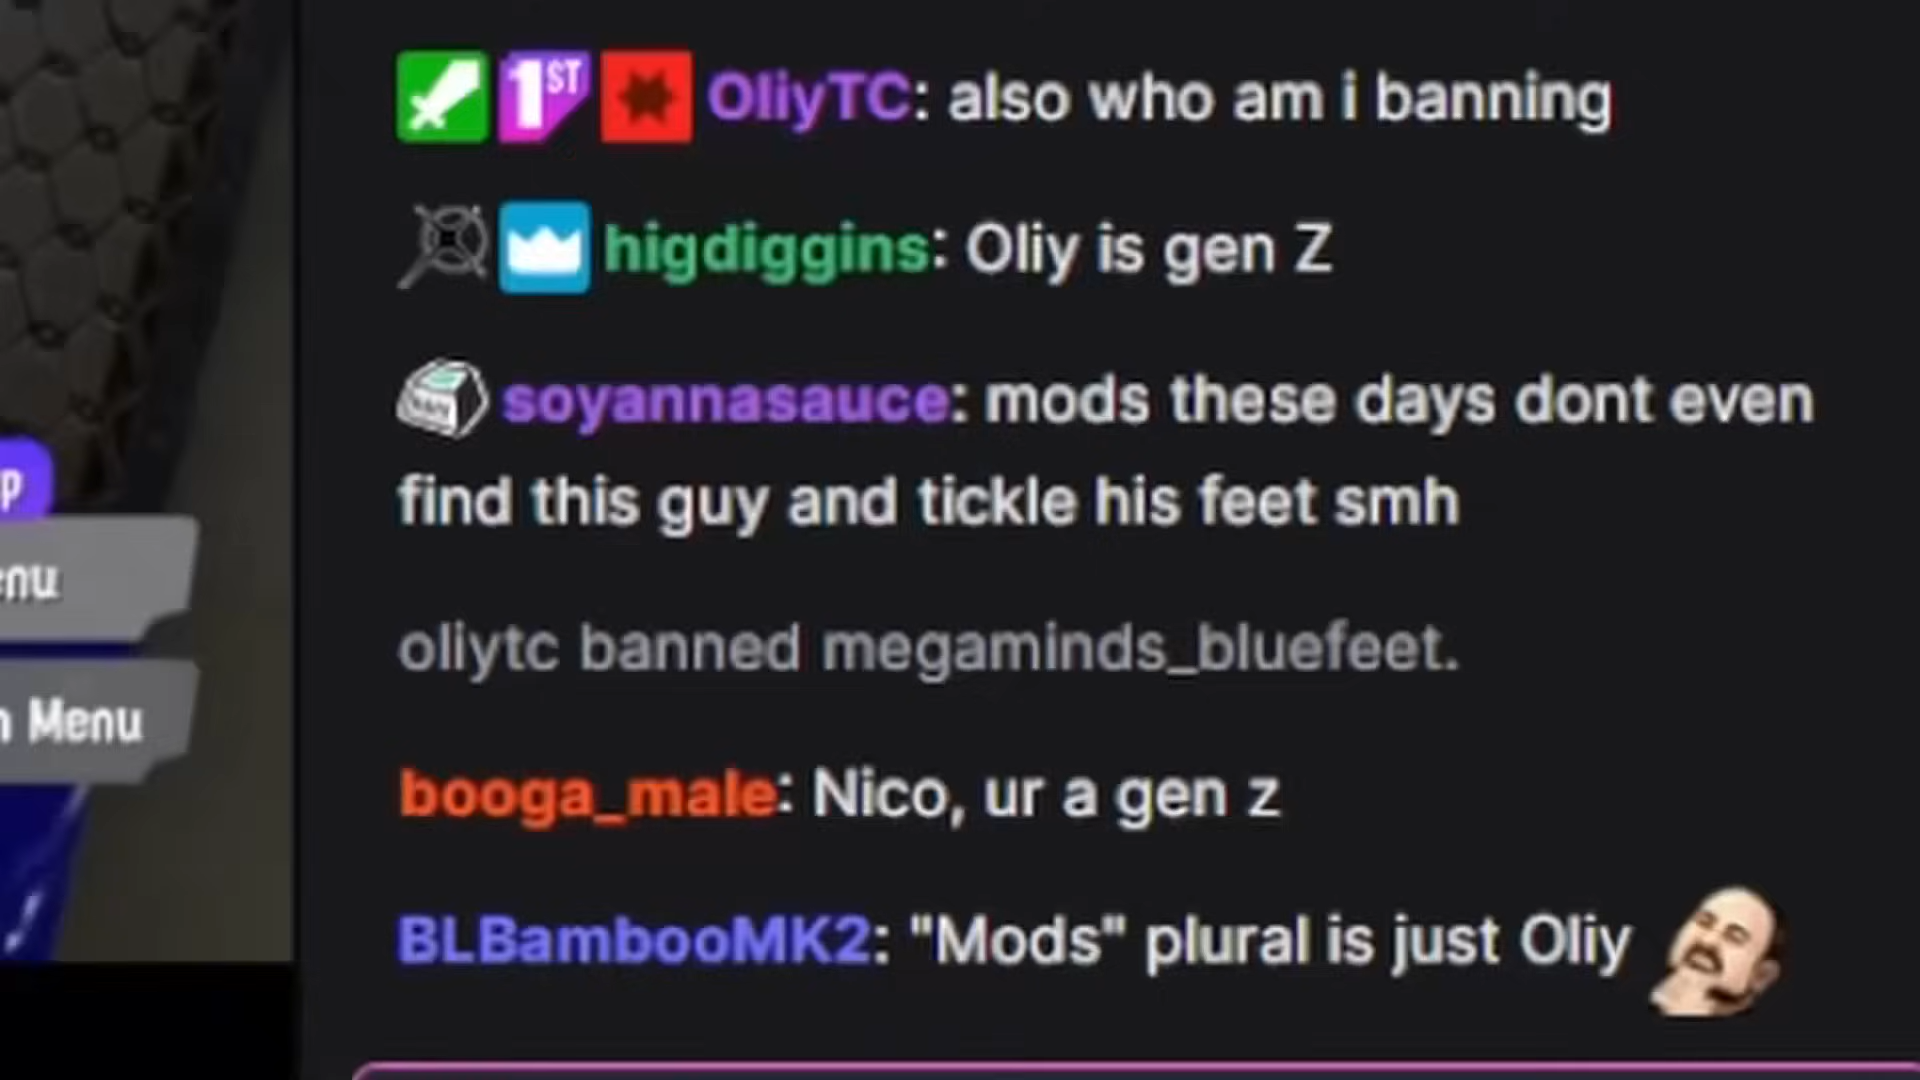 1ST OliyTC: also who am i banning
higdiggins: Oliy is gen Z
soyannasauce: mods these days dont even
find this guy and tickle his feet smh
p
enu
oliytc banned megaminds_bluefeet.
n Menu
booga_male: Nico, ur a gen z
BLBambooMK2: "Mods" plural is just Oliy